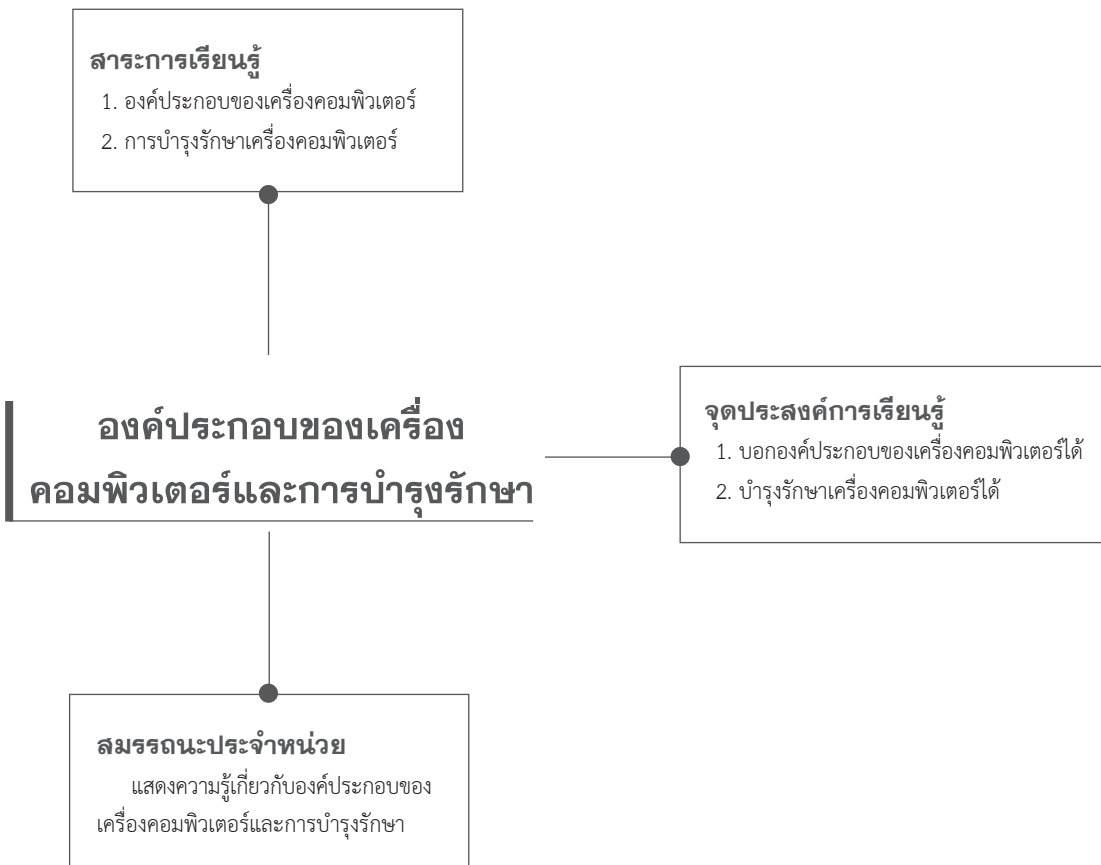 สาระการเรียนรู้
1. องค์ประกอบของเครื่องคอมพิวเตอร์
2. การบำรุงรักษาเครื่องคอมพิวเตอร์
องค์ประกอบของเครื่อง
คอมพิวเตอร์และการบำรุงรักษา
จุดประสงค์การเรียนรู้
1. บอกองค์ประกอบของเครื่องคอมพิวเตอร์ได้
2. บำรุงรักษาเครื่องคอมพิวเตอร์ได้
สมรรถนะประจำหน่วย
แสดงความรู้เกี่ยวกับองค์ประกอบของ
เครื่องคอมพิวเตอร์และการบำรุงรักษา